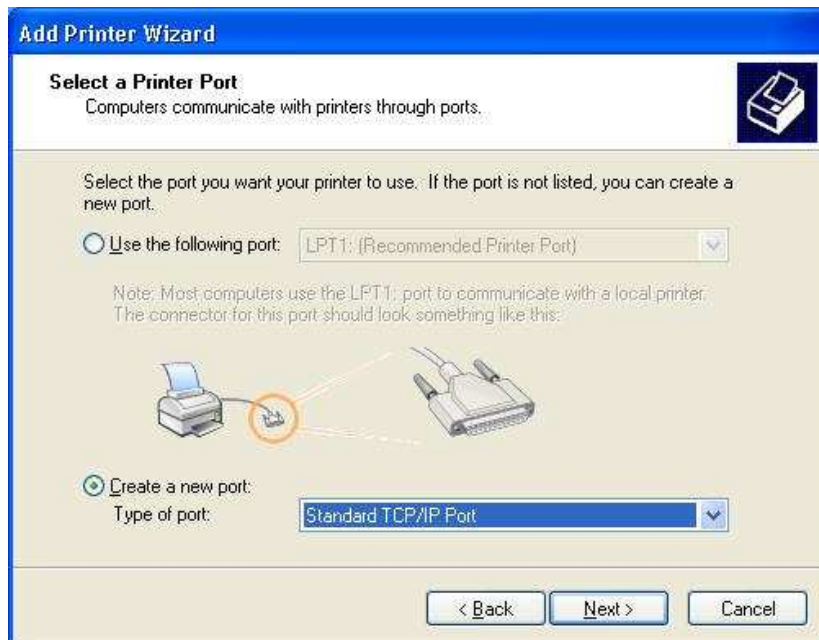 Add Printer Wizard
Select a Printer Port
Computers communicate with printers through ports.
Select the port you want your printer to use. If the port is not listed, you can create a
new port.
Use the following port:
LPT1: (Recommended Printer Port)
Note: Most computers use the LPT1: port to communicate with a local printer.
The connector for this port should look something like this:
Create a new port:
Type of port:
Standard TCP/IP Port
< Back
Next >
Cancel